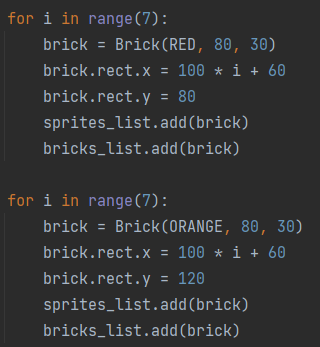 for i in range(7):
    brick = Brick(RED, 80, 30)
    brick.rect.x = 100 * i + 60
    brick.rect.y = 80
    sprites_list.add(brick)
    bricks_list.add(brick)

for i in range(7):
    brick = Brick(ORANGE, 80, 30)
    brick.rect.x = 100 * i + 60
    brick.rect.y = 120
    sprites_list.add(brick)
    bricks_list.add(brick)